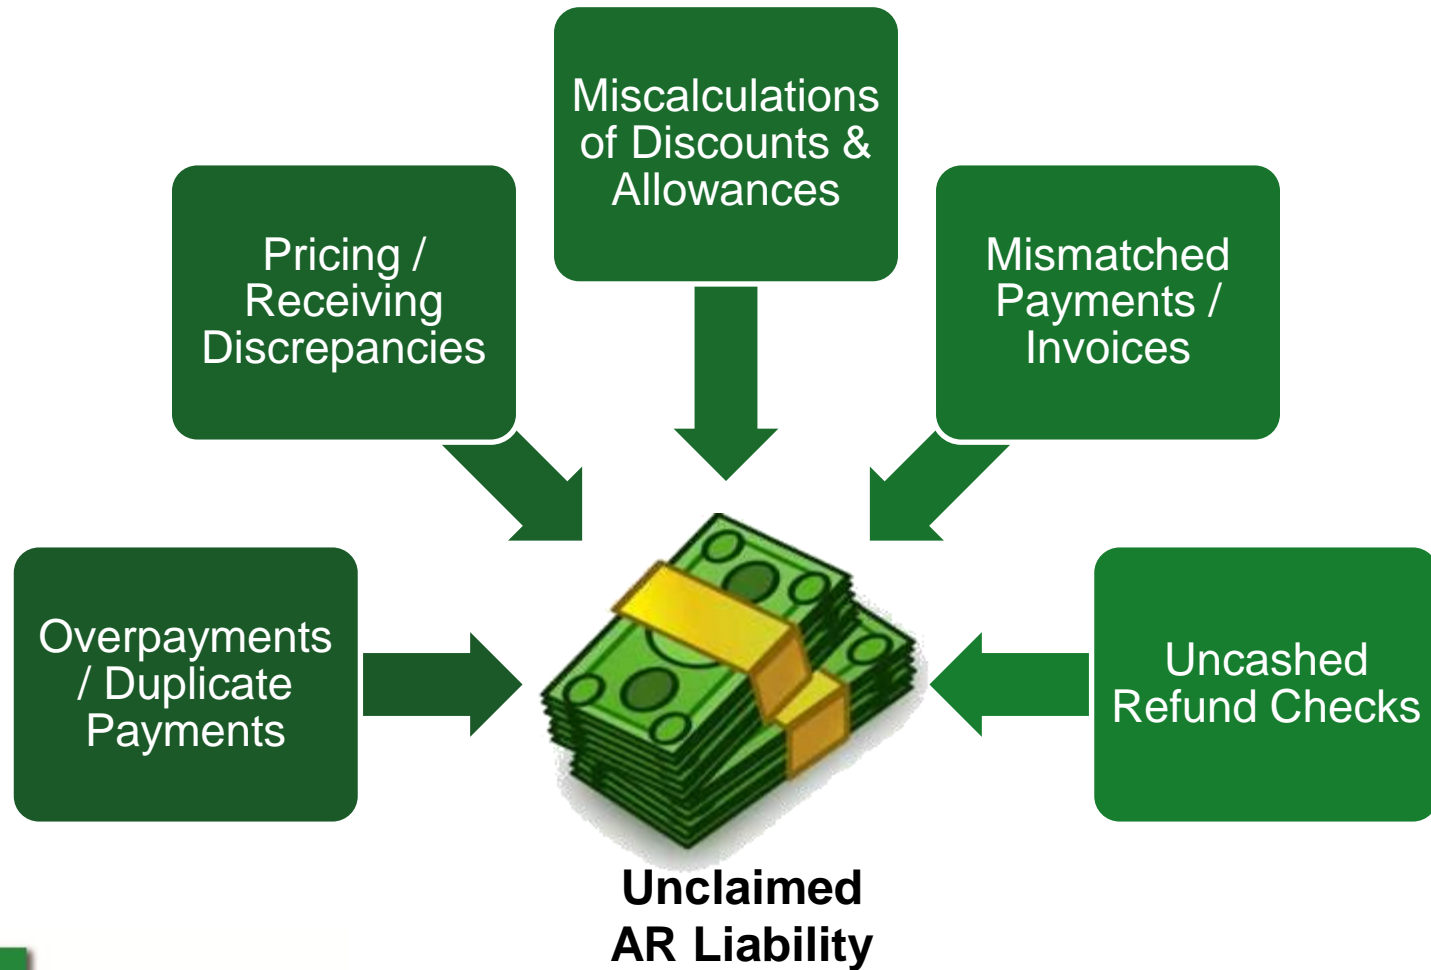 Miscalculations
of Discounts &
Allowances
Pricing /
Receiving
Discrepancies
Mismatched
Payments /
Invoices
Overpayments
/ Duplicate
Payments
Uncashed
Refund Checks
Unclaimed
AR Liability